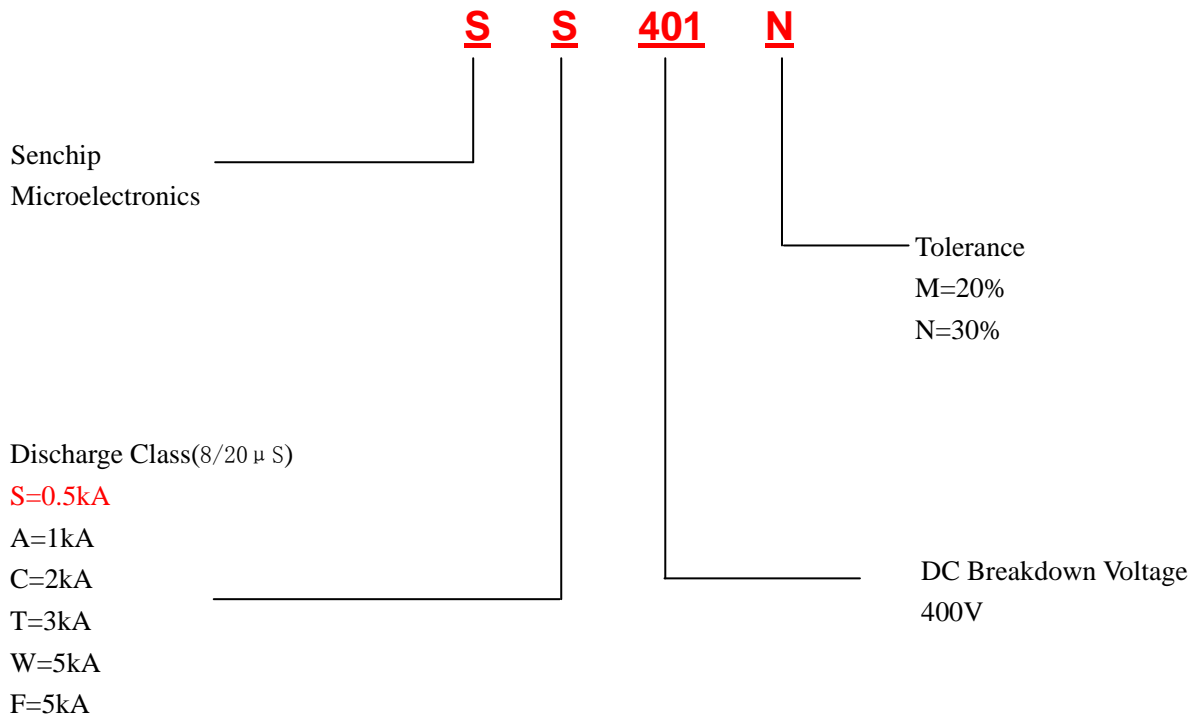 S S 401 N
Senchip
Microelectronics
Tolerance
M=20%
N=30%
Discharge Class(8/20μS)
S=0.5kA
A=1kA
C=2kA
T=3kA
W=5kA
F=5kA
DC Breakdown Voltage
400V